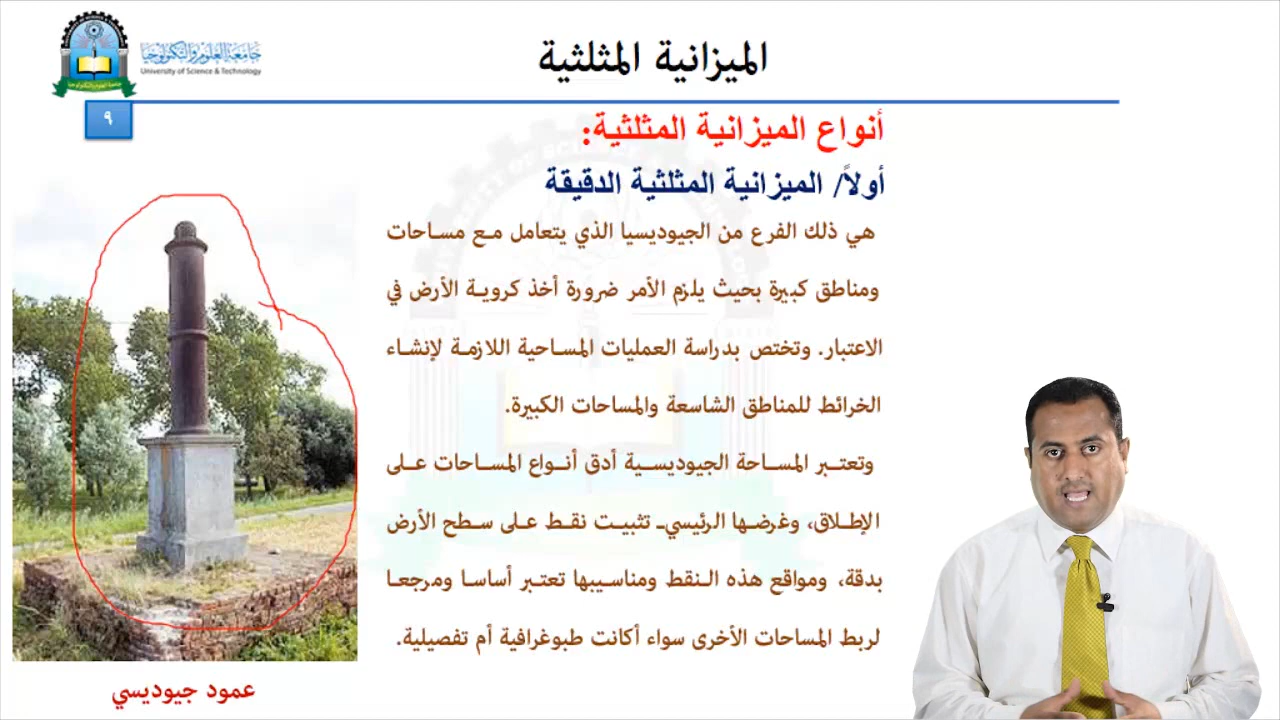 جامعة العلوم والتكنولوجيا
University of Science & Technology
الميزانية المثلثية
٩
أنواع الميزانية المثلثية:
أولاً/ الميزانية المثلثية الدقيقة
هي ذلك الفرع من الجيوديسيا الذي يتعامل مع مساحات
ومناطق كبيرة بحيث يلزم الأمر ضرورة أخذ كروية الأرض في
الاعتبار. وتختص بدراسة العمليات المساحية اللازمة لإنشاء
الخرائط للمناطق الشاسعة والمساحات الكبيرة.
وتعتبر المساحة الجيوديسية أدق أنواع المساحات على
الإطلاق، وغرضها الرئيسي تثبيت نقط على سطح الأرض
بدقة، ومواقع هذه النقط ومناسيبها تعتبر أساسا ومرجعا
لربط المساحات الأخرى سواء أكانت طبوغرافية أم تفصيلية.
عمود جيوديسي